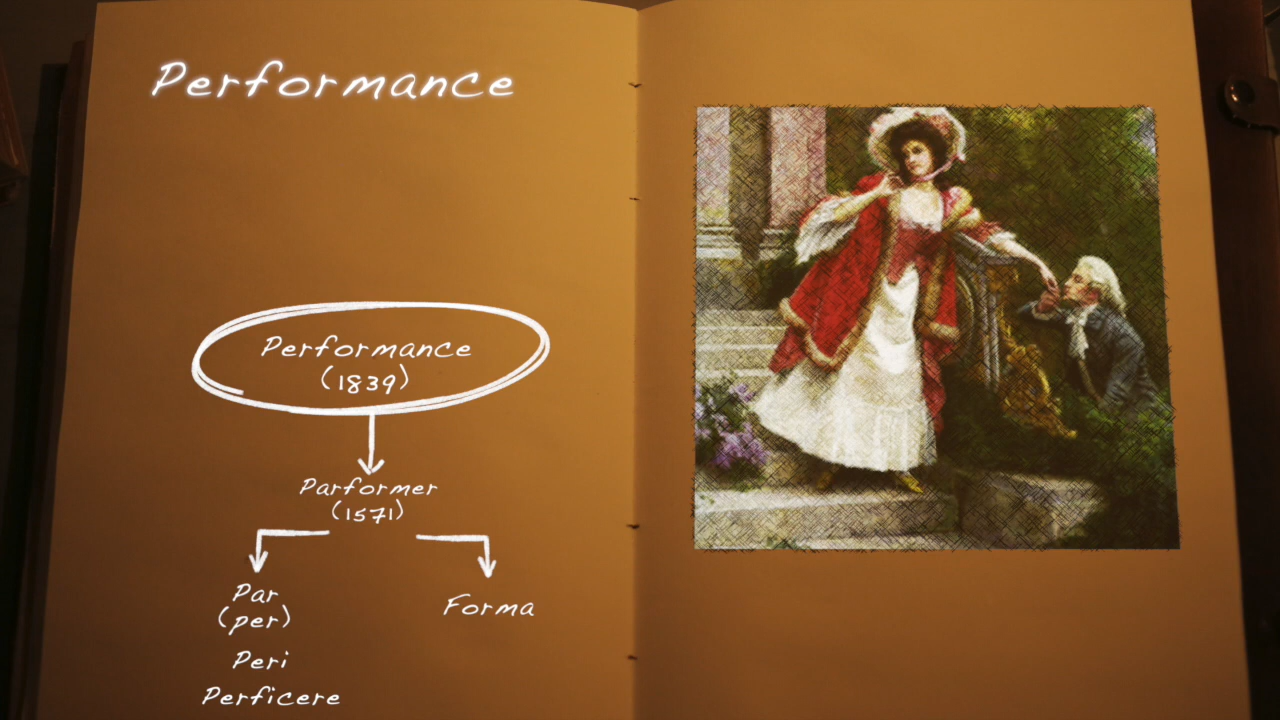 Performance
Performance
(1839)
Parformer
(1571)
Par
(per)
Forma
Peri
Perficere